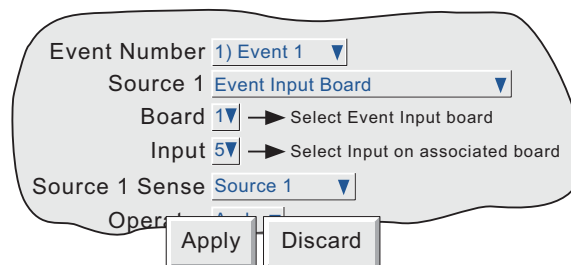 Event Number 1) Event 1
Source 1 Event Input Board
Board 1 Select Event Input board
Input 5 Select Input on associated board
Source 1 Sense Source 1
Apply Discard